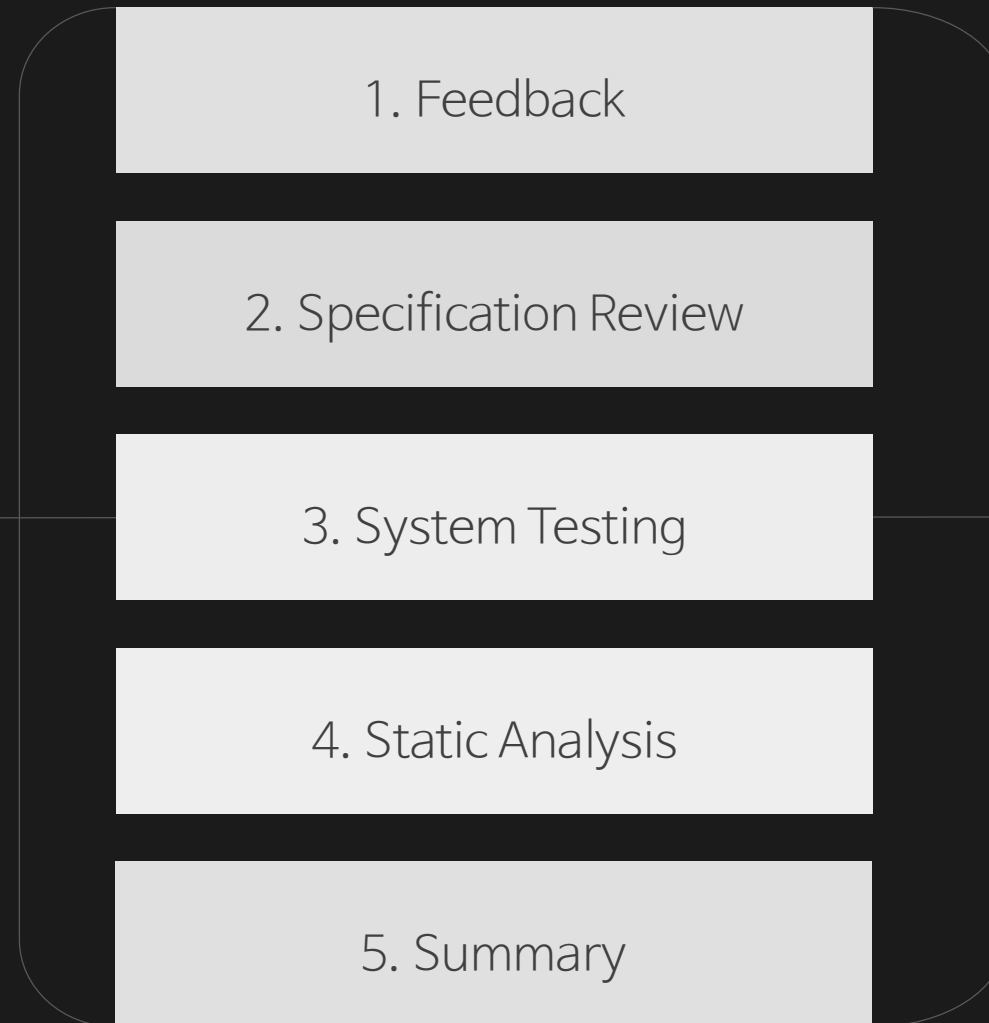 1. Feedback
2. Specification Review
3. System Testing
4. Static Analysis
5. Summary